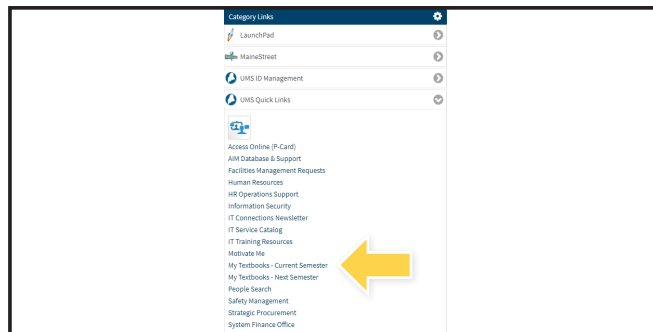 Category Links
LaunchPad
MaineStreet
UMS ID Management
UMS Quick Links
Access Online (P-Card)
AIM Database & Support
Facilities Management Requests
Human Resources
HR Operations Support
Information Security
IT Connections Newsletter
IT Service Catalog
IT Training Resources
Motivate Me
My Textbooks - Current Semester
My Textbooks - Next Semester
People Search
Safety Management
Strategic Procurement
System Finance Office